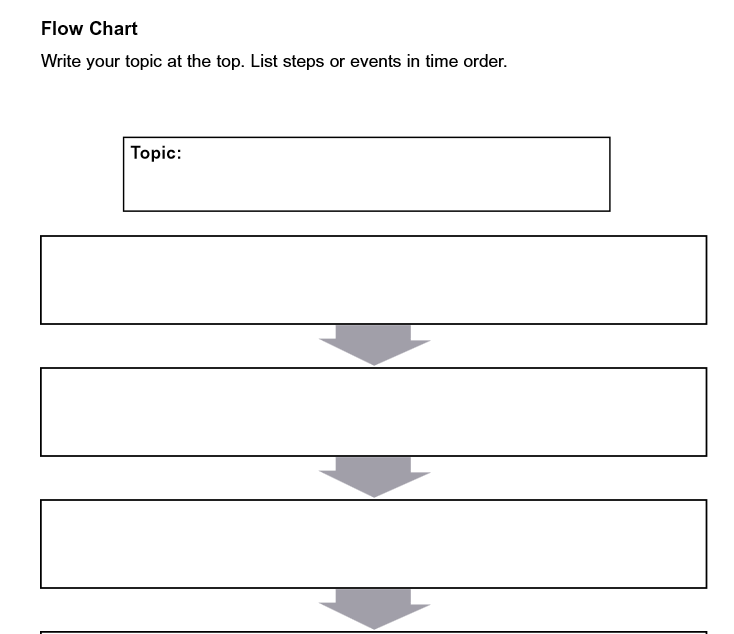 Flow Chart
Write your topic at the top. List steps or events in time order.
Topic: